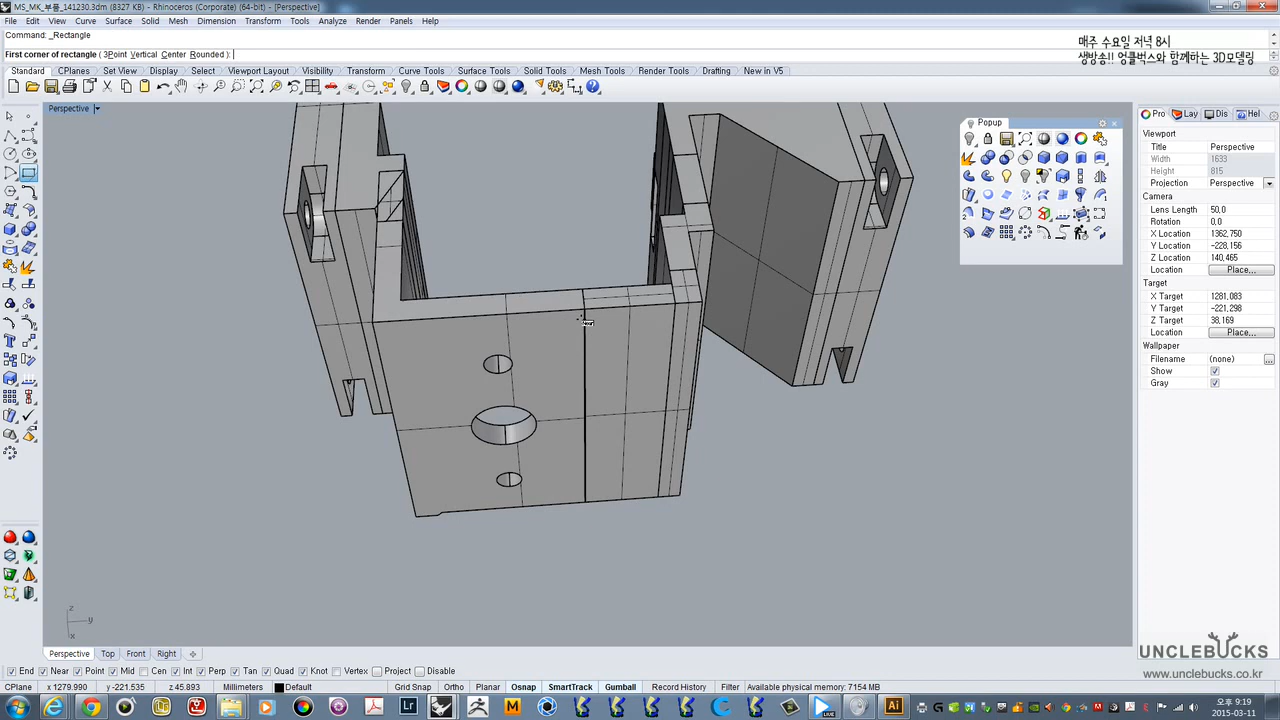 MS_MK_부품_141230.3dm (8327 KB) - Rhinoceros (Corporate) (64-bit) - [Perspective]
File Edit View Curve Surface Solid Mesh Dimension Transform Tools Analyze Render Panels Help
Command: _Rectangle
First corner of rectangle ( 3Point Vertical Center Rounded ):
매주 수요일 저녁 8시
생방송!! 엉클벅스와 함께하는 3D모델링
Standard CPlanes Set View Display Select Viewport Layout Visibility Transform Curve Tools Surface Tools Solid Tools Mesh Tools Render Tools Drafting New in V5
Perspective
Near
Popup
Pro Lay Dis Hel
Viewport
Title Perspective
Width 1633
Height 815
Projection Perspective
Camera
Lens Length 50,0
Rotation 0,0
X Location 1362,750
Y Location -228,156
Z Location 140,465
Location Place...
Target
X Target 1281,083
Y Target -221,298
Z Target 38,169
Location Place...
Wallpaper
Filename (none) ...
Show
Gray
z
y
x
Perspective Top Front Right
End Near Point Mid Cen Int Perp Tan Quad Knot Vertex Project Disable
CPlane x 1279.990 y -221.535 z 45.893 Millimeters Default Grid Snap Ortho Planar Osnap SmartTrack Gumball Record History Filter Available physical memory: 7154 MB
UNCLEBUCKS
www.unclebucks.co.kr
오후 9:19
2015-03-11